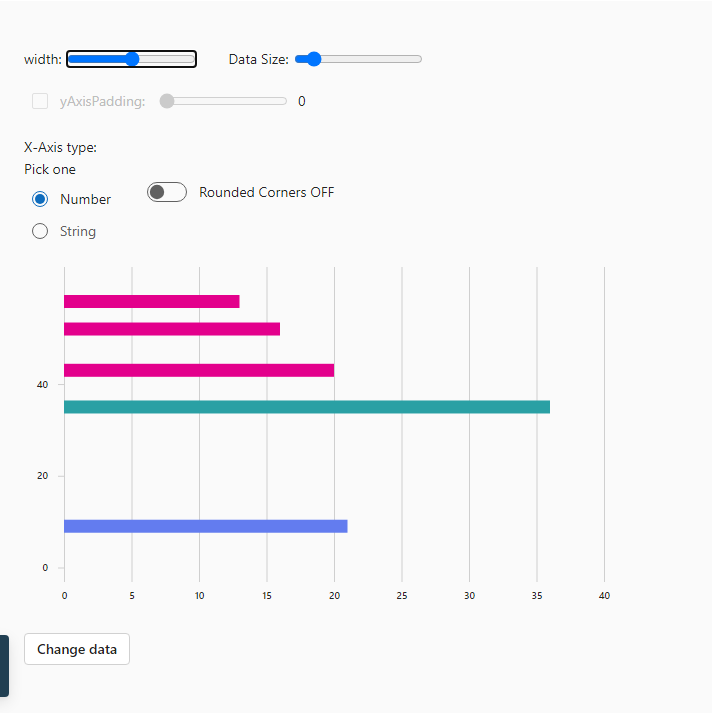 width: Data Size:
yAxisPadding: 0
X-Axis type:
Pick one
Number
Rounded Corners OFF
String
40
20
0
0 5 10 15 20 25 30 35 40
Change data